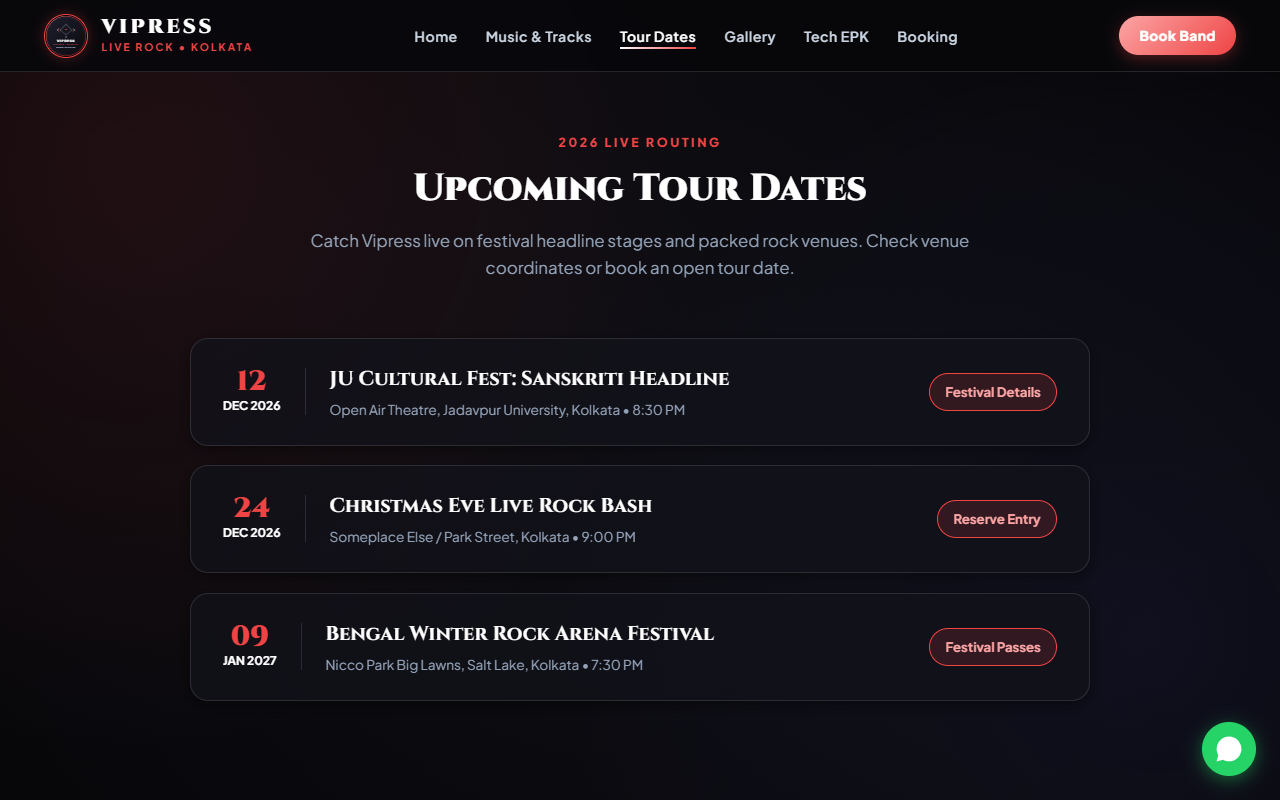 VIPRESS
LIVE ROCK • KOLKATA
Home
Music & Tracks
Tour Dates
Gallery
Tech EPK
Booking
Book Band
2026 LIVE ROUTING
Upcoming Tour Dates
Catch Vipress live on festival headline stages and packed rock venues. Check venue
coordinates or book an open tour date.
12
DEC 2026
JU Cultural Fest: Sanskriti Headline
Open Air Theatre, Jadavpur University, Kolkata • 8:30 PM
Festival Details
24
DEC 2026
Christmas Eve Live Rock Bash
Someplace Else / Park Street, Kolkata • 9:00 PM
Reserve Entry
09
JAN 2027
Bengal Winter Rock Arena Festival
Nicco Park Big Lawns, Salt Lake, Kolkata • 7:30 PM
Festival Passes